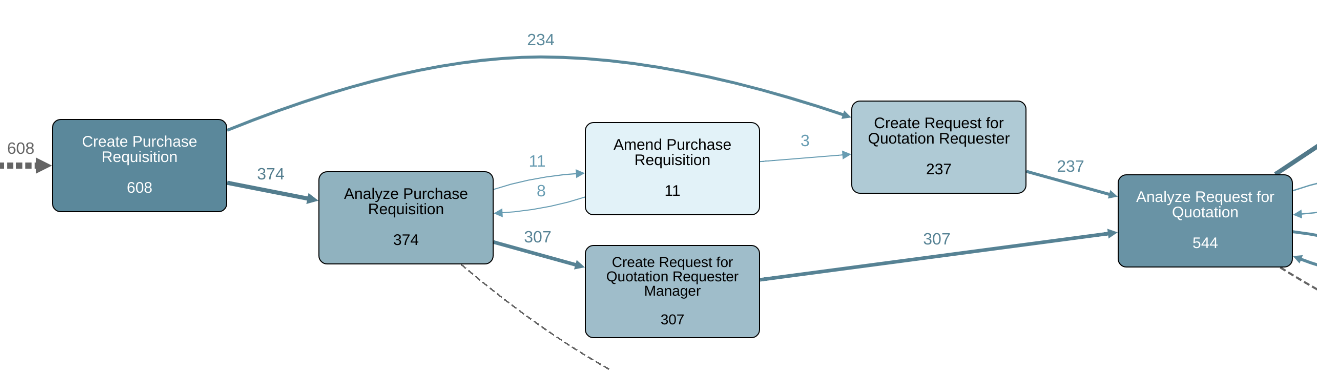 234
608
Create Purchase
Requisition
608
374
Analyze Purchase
Requisition
374
11
8
307
Amend Purchase
Requisition
11
3
Create Request for
Quotation Requester
Manager
307
Create Request for
Quotation Requester
237
237
307
Analyze Request for
Quotation
544